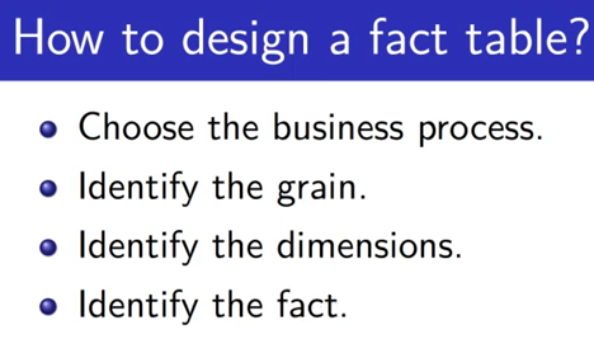 How to design a fact table?
Choose the business process.
Identify the grain.
Identify the dimensions.
Identify the fact.